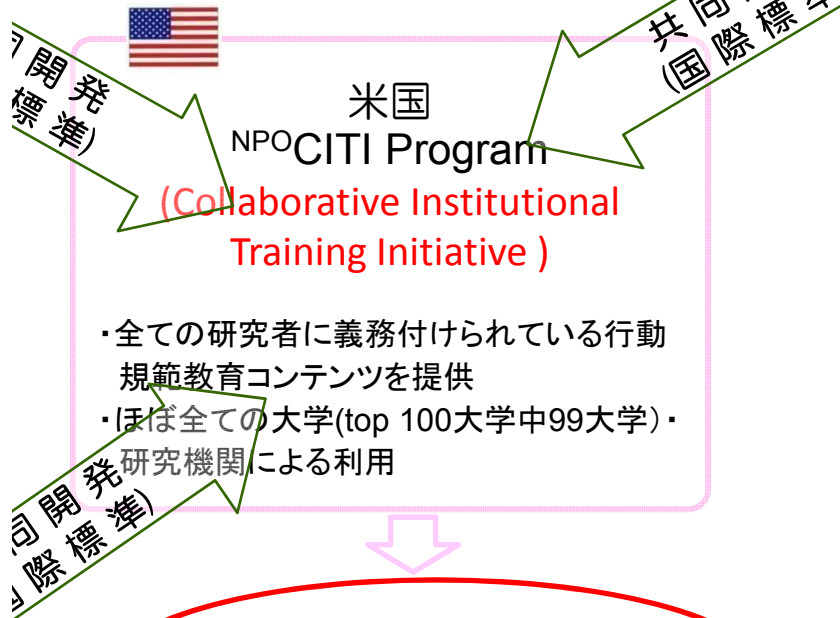 同開発
標準)
共同
(国際標準
米国
NPOCITI Program
(Collaborative Institutional
Training Initiative )
・全ての研究者に義務付けられている行動
規範教育コンテンツを提供
・ほぼ全ての大学(top 100大学中99大学)・
研究機関による利用
同開発
際標準)